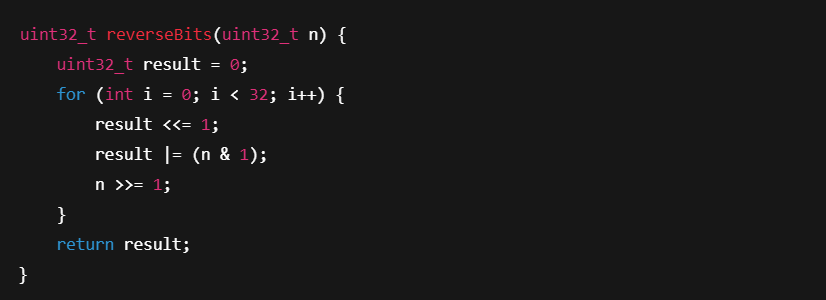 uint32_t reverseBits(uint32_t n) {
    uint32_t result = 0;
    for (int i = 0; i < 32; i++) {
        result <<= 1;
        result |= (n & 1);
        n >>= 1;
    }
    return result;
}